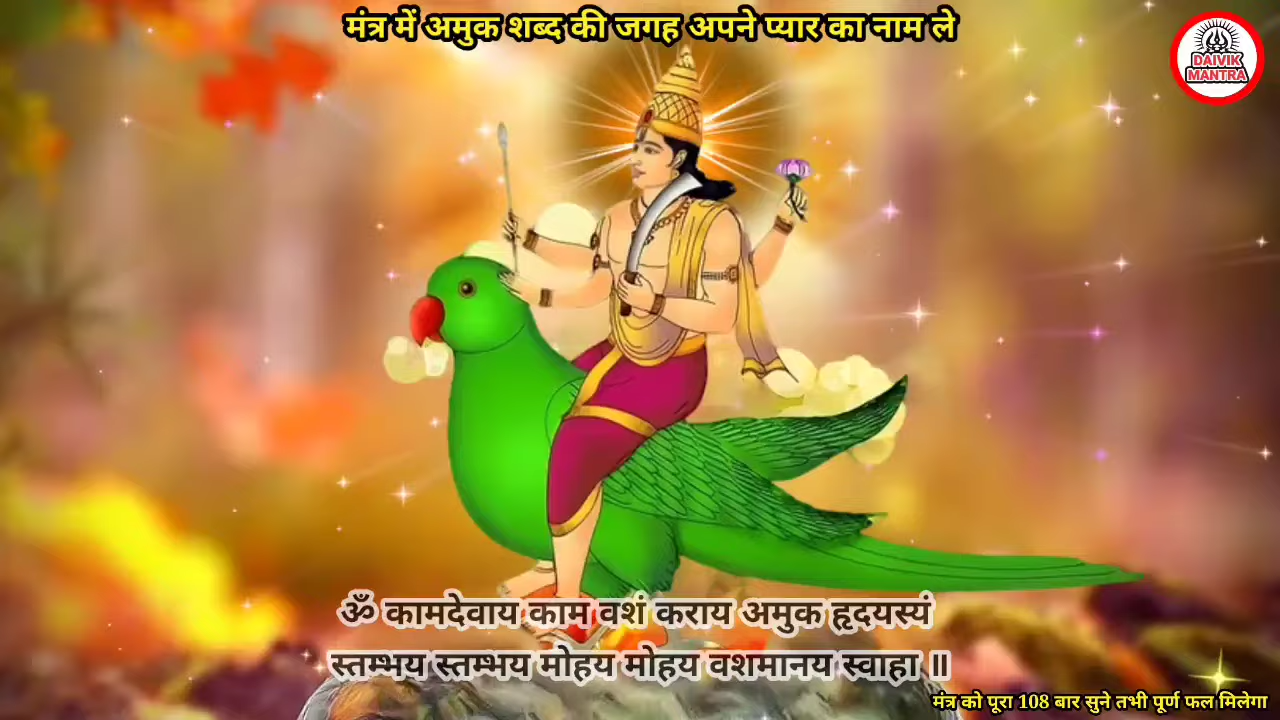 मंत्र में अमुक शब्द की जगह अपने प्यार का नाम ले
DAIVIK
MANTRA
ॐ कामदेवाय काम वशं कराय अमुक हृदयस्यं
स्तम्भय स्तम्भय मोहय मोहय वशमानय स्वाहा ॥
मंत्र को पूरा 108 बार सुने तभी पूर्ण फल मिलेगा